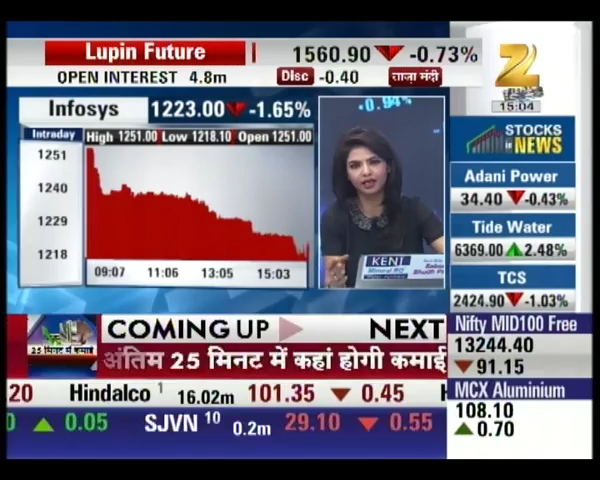 Lupin Future
1560.90 -0.73%
OPEN INTEREST 4.8m
Disc -0.40
ताज़ा मंदी
15:04
Infosys
1223.00 -1.65%
Intraday High 1251.00 Low 1218.10 Open 1251.00
1251
1240
1229
1218
09:07 11:06 13:05 15:03
-0.94%
KENT
Mineral RO
STOCKS
in NEWS
Adani Power
34.40 -0.43%
Tide Water
6369.00 2.48%
TCS
2424.90 -1.03%
Nifty MID100 Free
13244.40
91.15
MCX Aluminium
108.10
0.70
25 मिनट में कमाई
COMING UP NEXT
अंतिम 25 मिनट में कहां होगी कमाई
20 Hindalco 1 16.02m 101.35 0.45
0 0.05 SJVN 10 0.2m 29.10 0.55